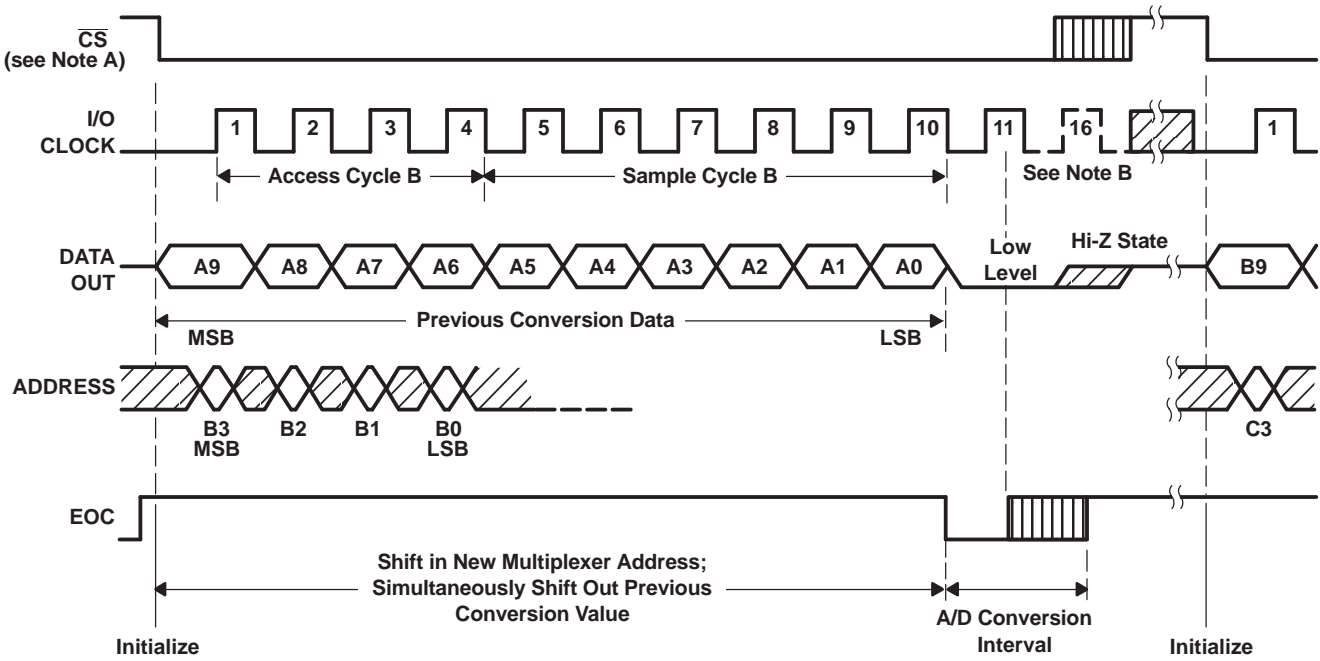 CS
(see Note A)
I/O
CLOCK
1 2 3 4 5 6 7 8 9 10 11 16 1
Access Cycle B
Sample Cycle B
See Note B
DATA
OUT
A9 A8 A7 A6 A5 A4 A3 A2 A1 A0
Low
Level
Hi-Z State
B9
Previous Conversion Data
MSB
LSB
ADDRESS
B3 B2 B1 B0
MSB
LSB
C3
EOC
Shift in New Multiplexer Address;
Simultaneously Shift Out Previous
Conversion Value
A/D Conversion
Interval
Initialize
Initialize